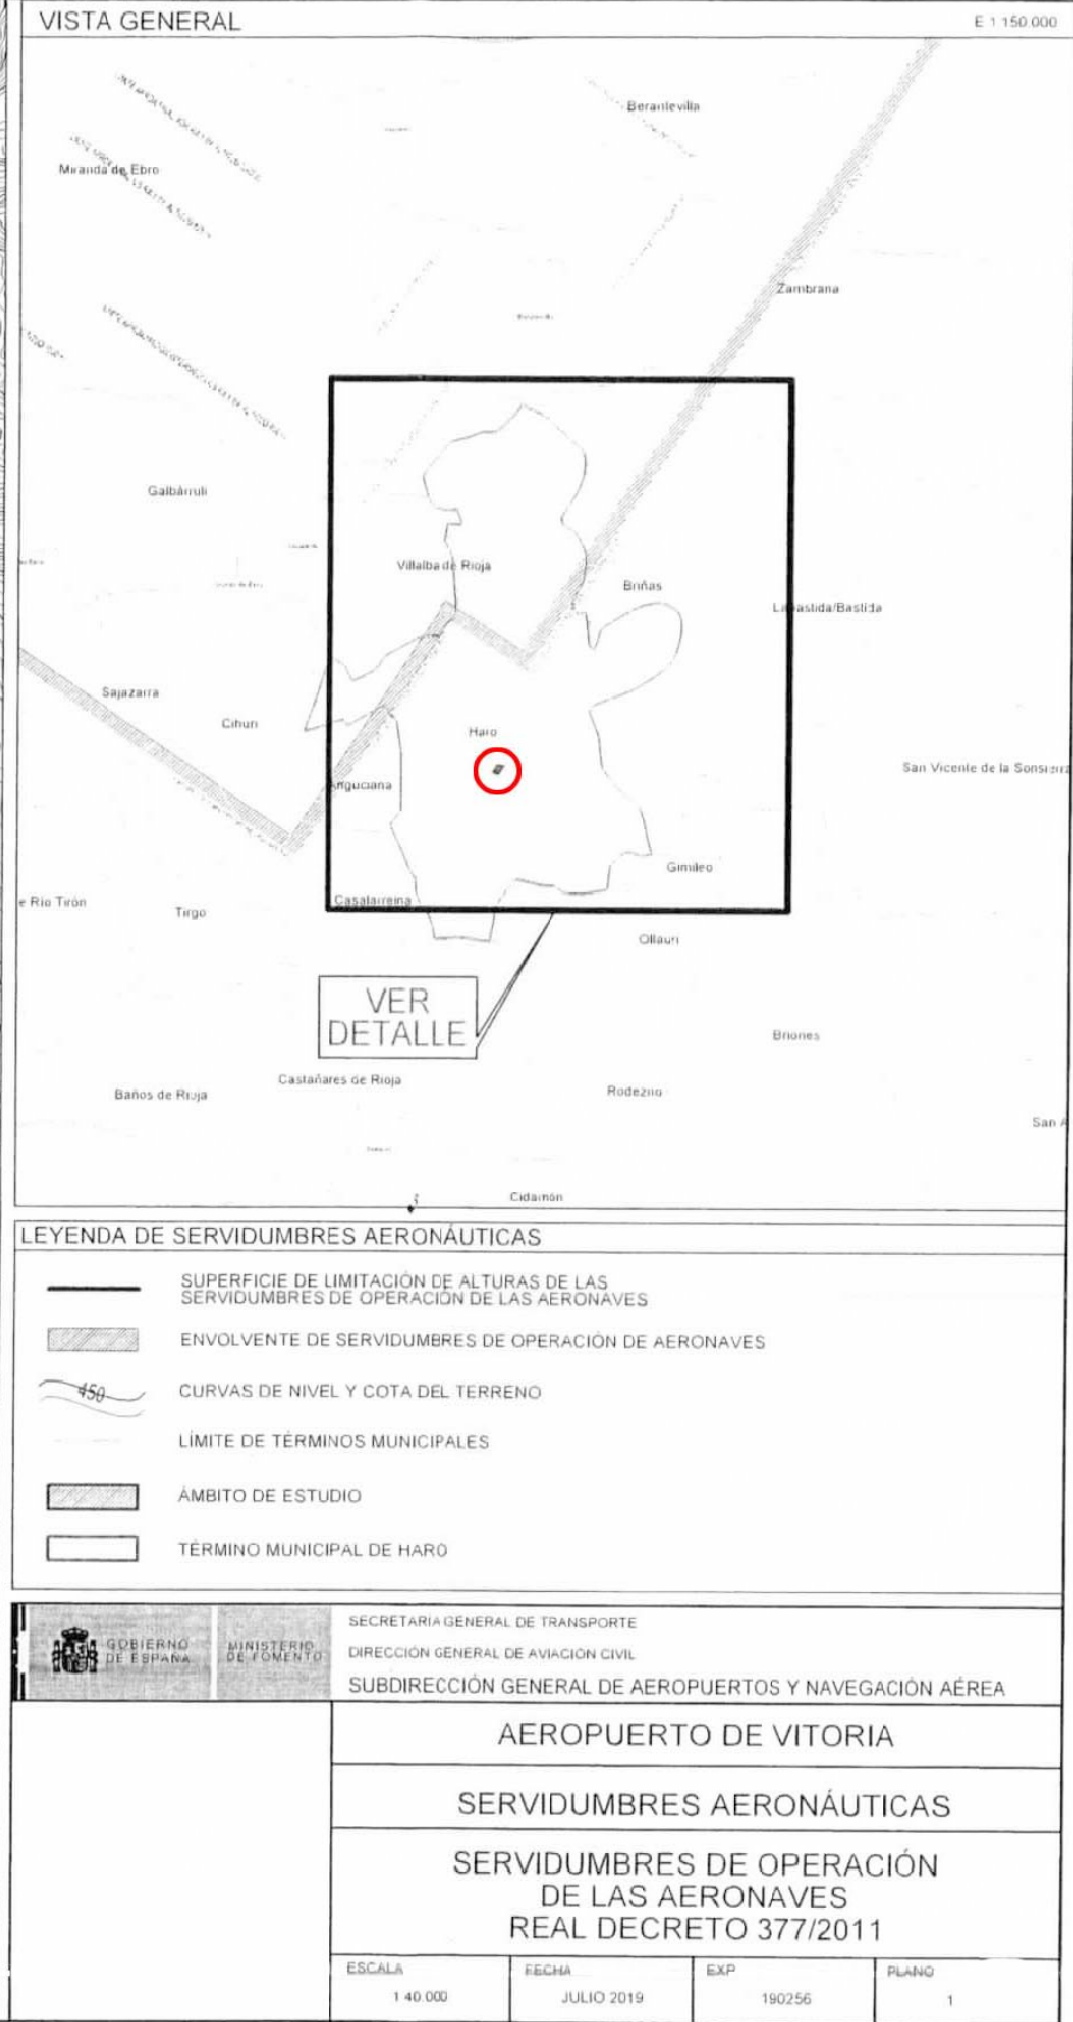 VISTA GENERAL
E 1 150.000
Berantevilla
Miranda de Ebro
Zambrana
Galbárruli
Villalba de Rioja
Briñas
Labastida/Bastida
Sajazarra
Cihuri
Haro
San Vicente de la Sonsierra
Anguciana
Gimileo
Casalarreina
e Río Tirón
Tirgo
Ollauri
VER
DETALLE
Briones
Castañares de Rioja
Baños de Rioja
Rodezno
San A
Cidamón
LEYENDA DE SERVIDUMBRES AERONÁUTICAS
SUPERFICIE DE LIMITACIÓN DE ALTURAS DE LAS
SERVIDUMBRES DE OPERACIÓN DE LAS AERONAVES
ENVOLVENTE DE SERVIDUMBRES DE OPERACIÓN DE AERONAVES
450
CURVAS DE NIVEL Y COTA DEL TERRENO
LÍMITE DE TÉRMINOS MUNICIPALES
ÁMBITO DE ESTUDIO
TÉRMINO MUNICIPAL DE HARO
GOBIERNO
DE ESPAÑA
MINISTERIO
DE FOMENTO
SECRETARÍA GENERAL DE TRANSPORTE
DIRECCIÓN GENERAL DE AVIACIÓN CIVIL
SUBDIRECCIÓN GENERAL DE AEROPUERTOS Y NAVEGACIÓN AÉREA
AEROPUERTO DE VITORIA
SERVIDUMBRES AERONÁUTICAS
SERVIDUMBRES DE OPERACIÓN
DE LAS AERONAVES
REAL DECRETO 377/2011
ESCALA
1 40.000
FECHA
JULIO 2019
EXP
190256
PLANO
1